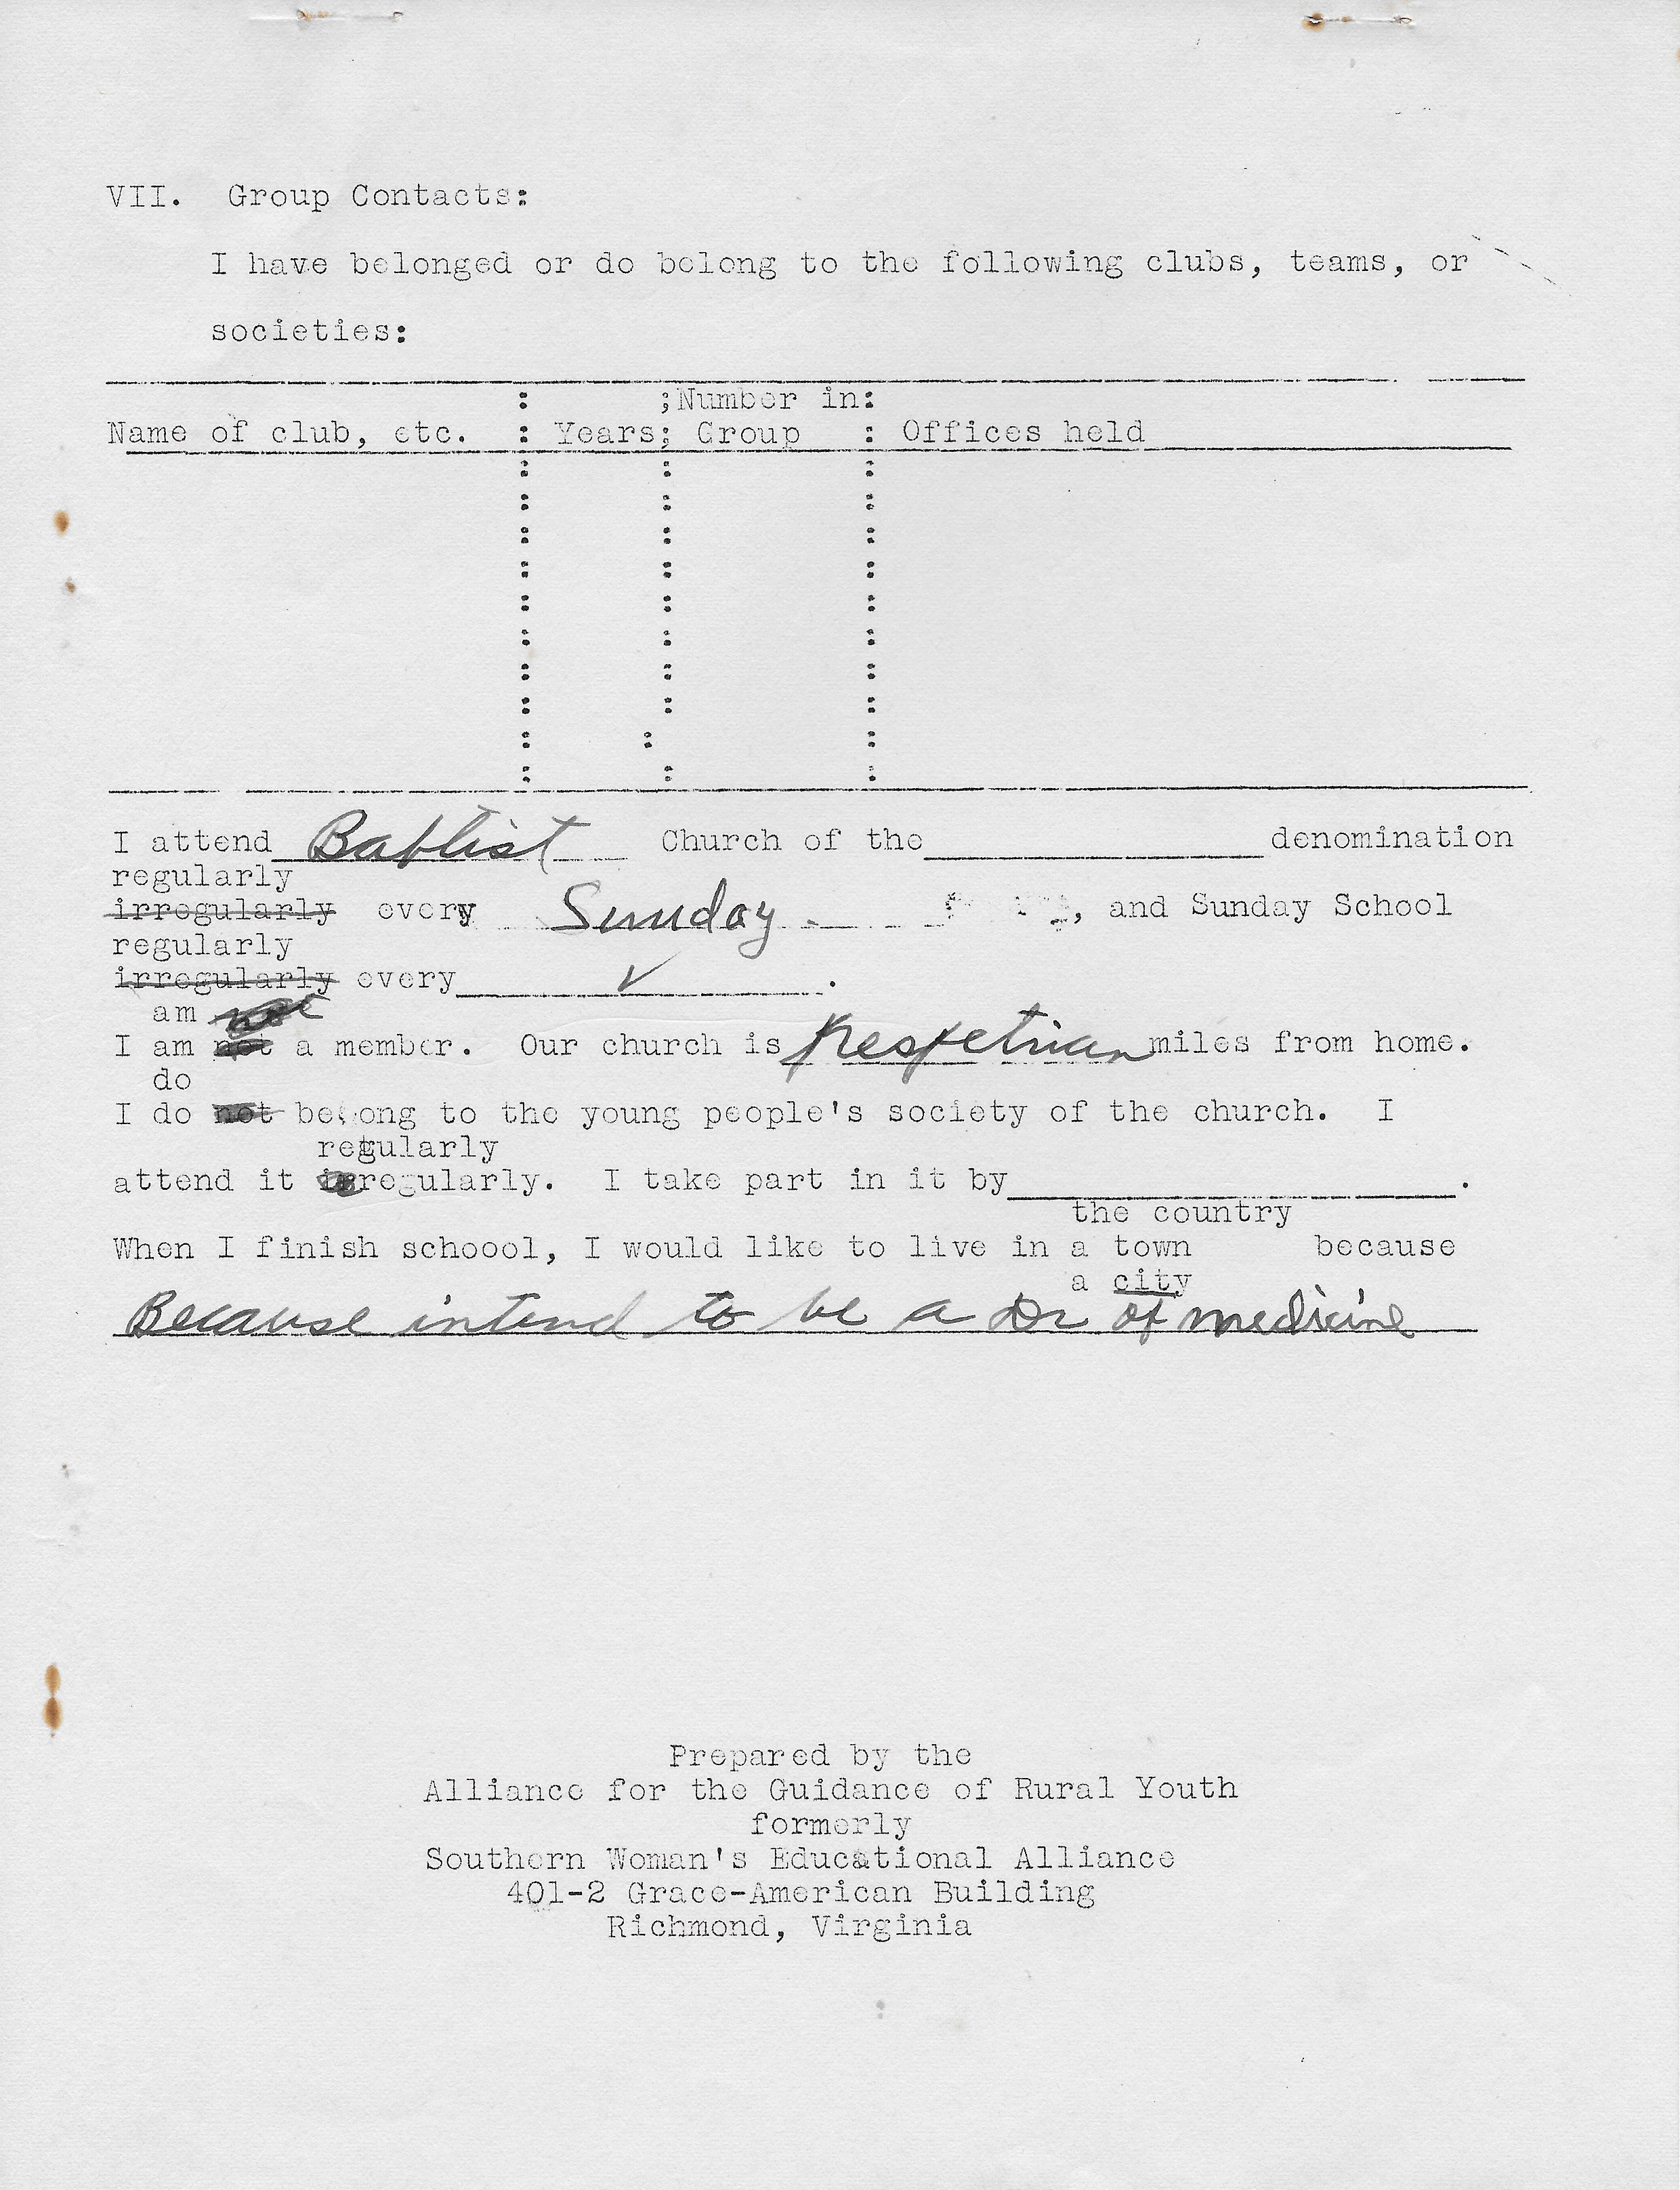 VII. Group Contacts:
I have belonged or do belong to the following clubs, teams, or
societies:
: ;Number in:
Name of club, etc. : Years; Group : Offices held
I attend Baptist Church of the denomination
regularly
irregularly every Sunday , and Sunday School
regularly
irregularly every ✓ .
am not
I am not a member. Our church is miles from home.
do
I do not belong to the young people's society of the church. I
regularly
attend it irregularly. I take part in it by .
the country
When I finish schoool, I would like to live in a town because
a city
Because intend to be a Dr of medicine
Prepared by the
Alliance for the Guidance of Rural Youth
formerly
Southern Woman's Educational Alliance
401-2 Grace-American Building
Richmond, Virginia